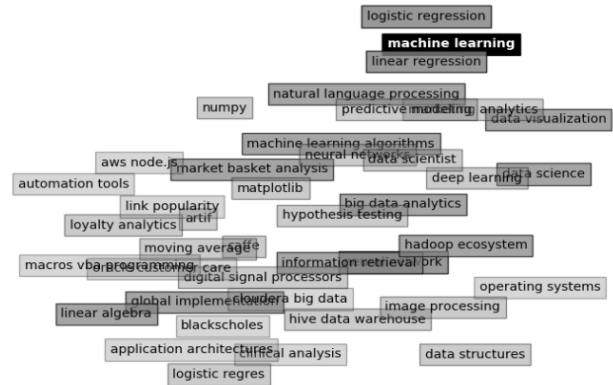 logistic regression
machine learning
linear regression
natural language processing
numpy
predictive modeling
analytics
data visualization
machine learning algorithms
neural networks
data scientist
aws node.js
market basket analysis
deep learning
data science
automation tools
matplotlib
link popularity
big data analytics
artif
hypothesis testing
loyalty analytics
moving average
caffe
hadoop ecosystem
macros vba programming
customer care
information retrieval
digital signal processors
operating systems
global implementation
cloudera big data
linear algebra
image processing
blackscholes
hive data warehouse
application architectures
clinical analysis
data structures
logistic regres